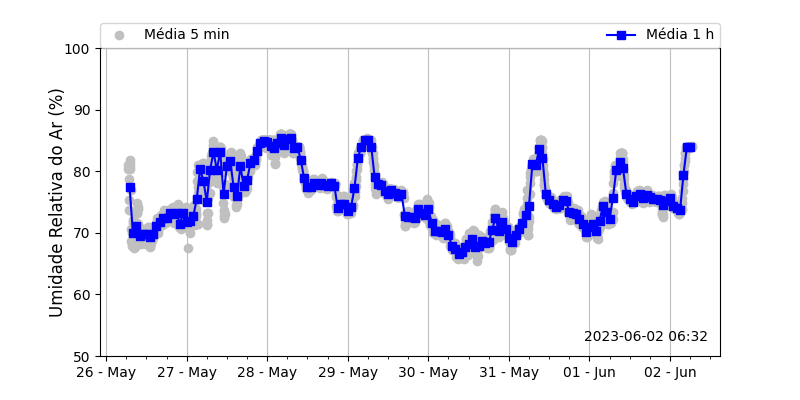 Média 5 min
Média 1 h
Umidade Relativa do Ar (%)
100
90
80
70
60
50
2023-06-02 06:32
26 - May
27 - May
28 - May
29 - May
30 - May
31 - May
01 - Jun
02 - Jun